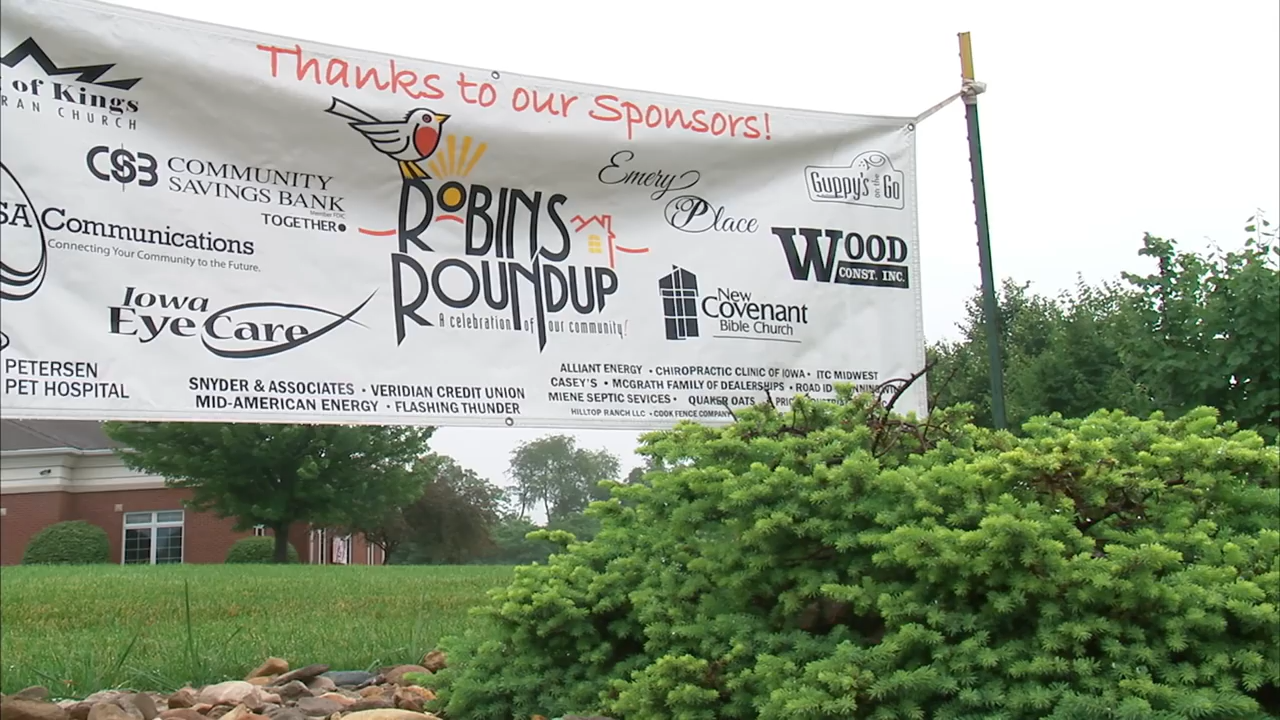 Thanks to our Sponsors!
of Kings
RAN CHURCH
CSB COMMUNITY
SAVINGS BANK
Member FDIC
TOGETHER
SA Communications
Connecting Your Community to the Future.
Iowa
EyeCare
PETERSEN
PET HOSPITAL
ROBINS
ROUNDUP
A celebration of our community!
Emery
Place
Guppy's on the Go
WOOD
CONST. INC.
New
Covenant
Bible Church
SNYDER & ASSOCIATES • VERIDIAN CREDIT UNION
MID-AMERICAN ENERGY • FLASHING THUNDER
ALLIANT ENERGY • CHIROPRACTIC CLINIC OF IOWA • ITC MIDWEST
CASEY'S • MCGRATH FAMILY OF DEALERSHIPS • ROAD ID
MIENE SEPTIC SEVICES • QUAKER OATS
HILLTOP RANCH LLC • COOK FENCE COMPANY